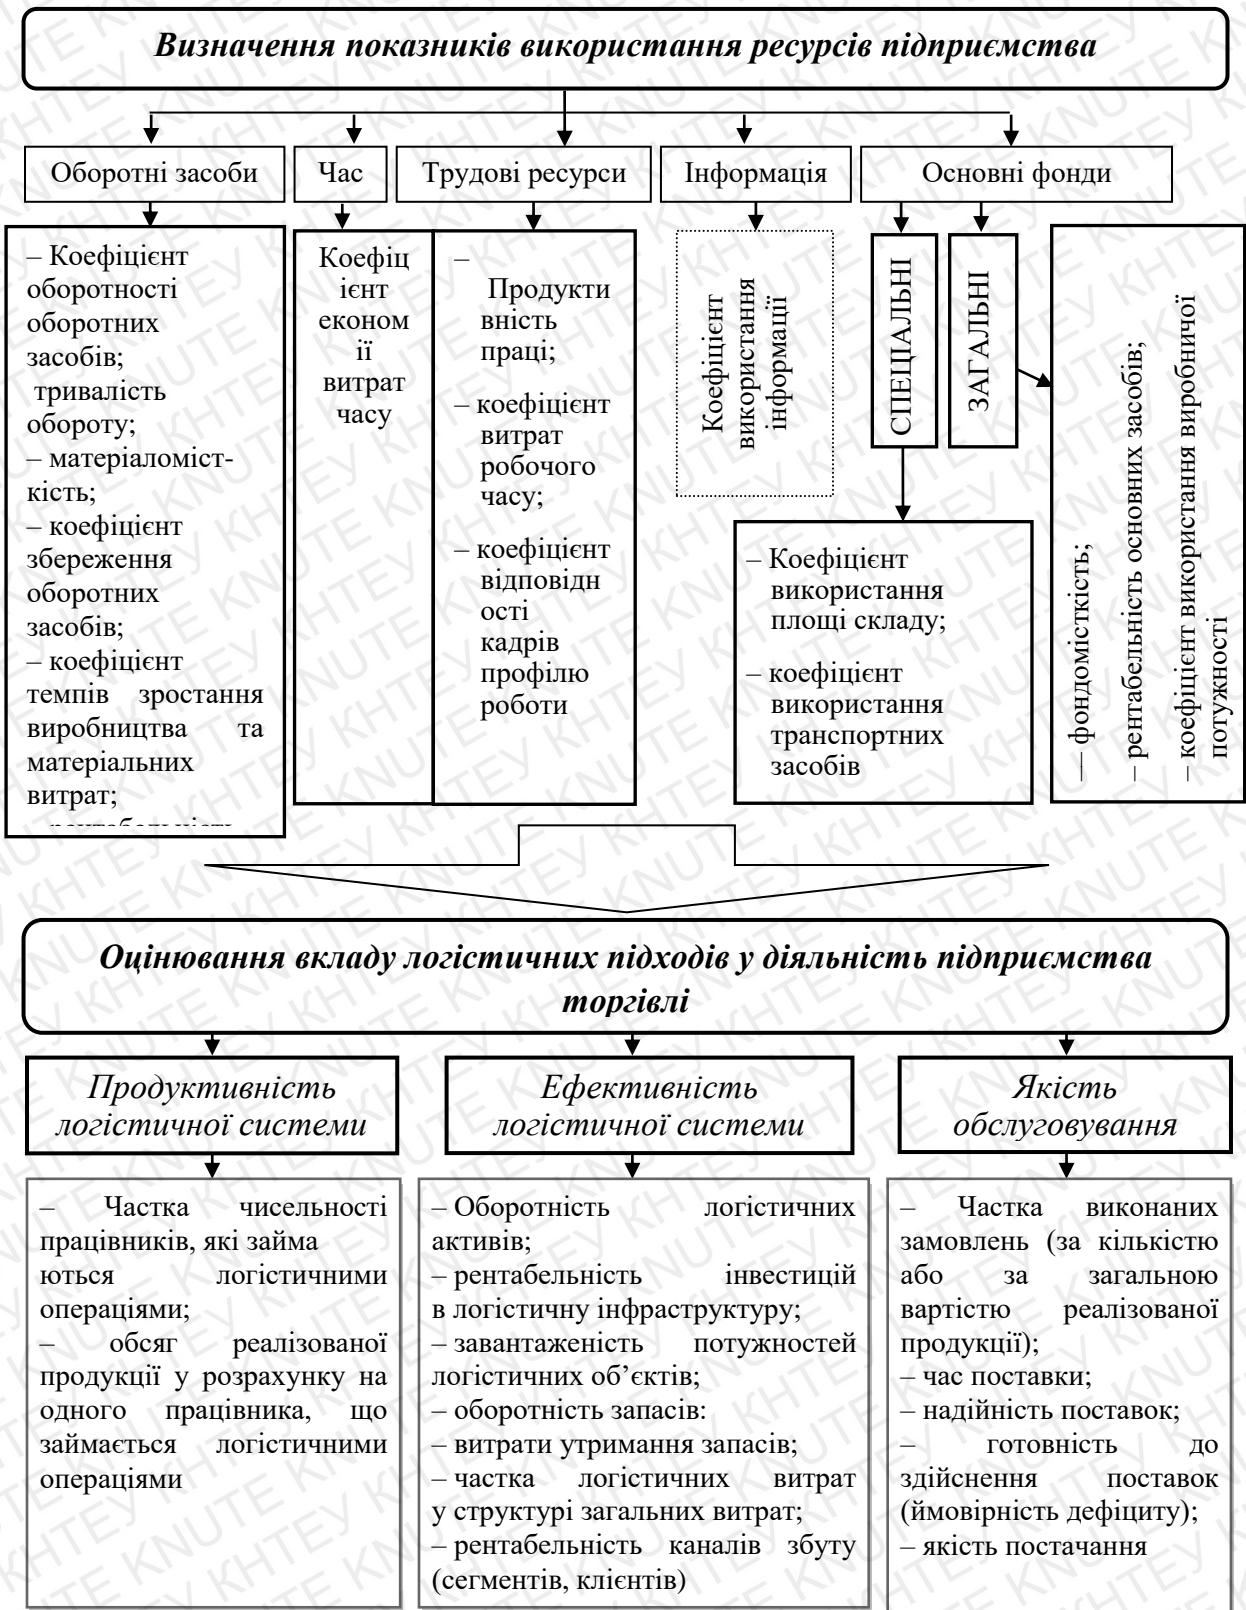 Визначення показників використання ресурсів підприємства
Оборотні засоби
Час
Трудові ресурси
Інформація
Основні фонди
– Коефіцієнт
оборотності
оборотних
засобів;
тривалість
обороту;
– матеріаломіст-
кість;
– коефіцієнт
збереження
оборотних
засобів;
– коефіцієнт
темпів зростання
виробництва та
матеріальних
витрат;
Коефіц
ієнт
економ
ії
витрат
часу
–
Продукти
вність
праці;
– коефіцієнт
витрат
робочого
часу;
– коефіцієнт
відповідн
ості
кадрів
профілю
роботи
Коефіцієнт
використання
інформації
СПЕЦІАЛЬНІ
ЗАГАЛЬНІ
– Коефіцієнт
використання
площі складу;
– коефіцієнт
використання
транспортних
засобів
— фондомісткість;
– рентабельність основних засобів;
– коефіцієнт використання виробничої
потужності
Оцінювання вкладу логістичних підходів у діяльність підприємства
торгівлі
Продуктивність
логістичної системи
Ефективність
логістичної системи
Якість
обслуговування
– Частка чисельності
працівників, які займа
ються логістичними
операціями;
– обсяг реалізованої
продукції у розрахунку на
одного працівника, що
займається логістичними
операціями
– Оборотність логістичних
активів;
– рентабельність інвестицій
в логістичну інфраструктуру;
– завантаженість потужностей
логістичних об’єктів;
– оборотність запасів:
– витрати утримання запасів;
– частка логістичних витрат
у структурі загальних витрат;
– рентабельність каналів збуту
(сегментів, клієнтів)
– Частка виконаних
замовлень (за кількістю
або за загальною
вартістю реалізованої
продукції);
– час поставки;
– надійність поставок;
– готовність до
здійснення поставок
(ймовірність дефіциту);
– якість постачання